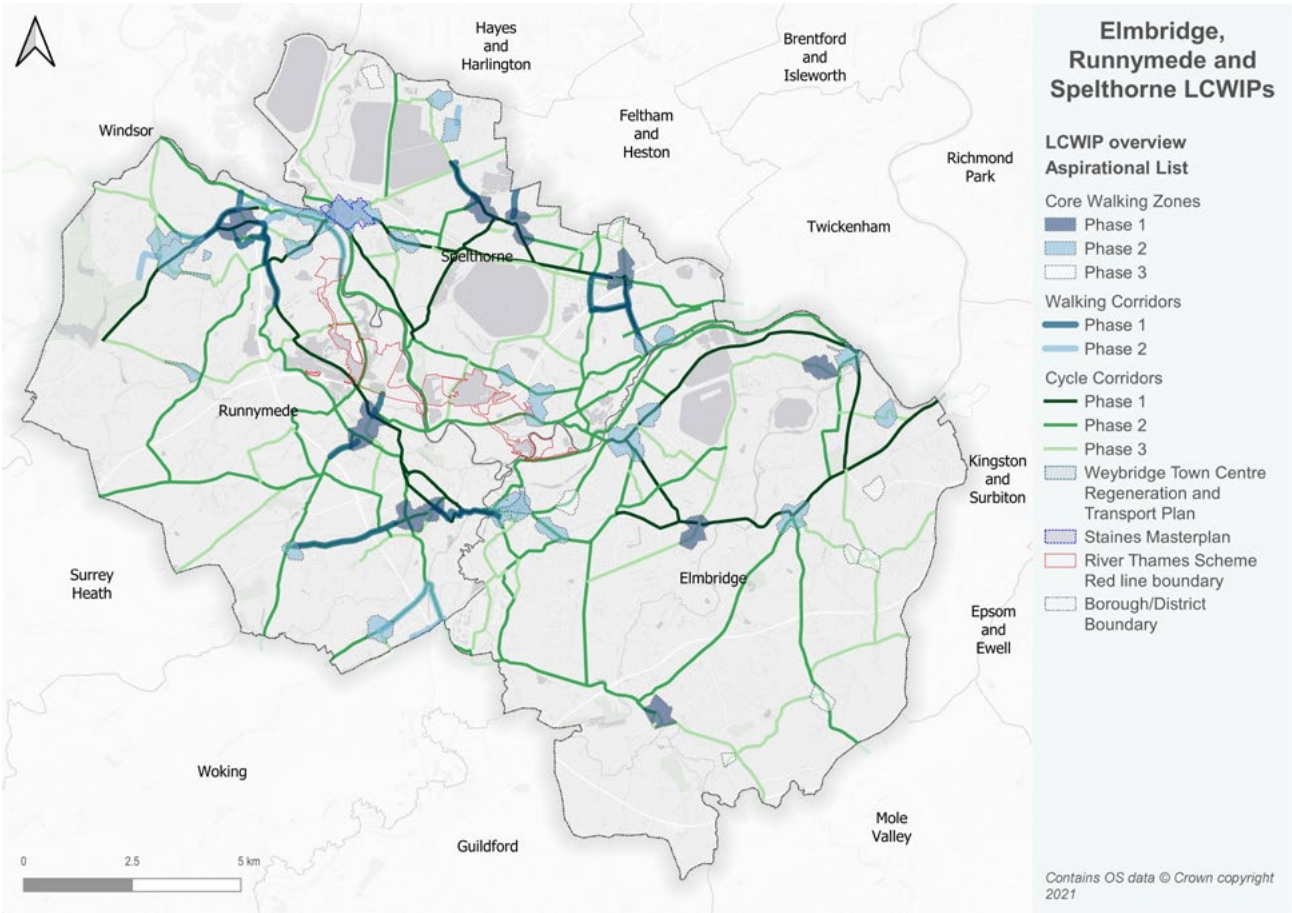 Hayes
and
Harlington
Brentford
and
Isleworth
Windsor
Feltham
and
Heston
Richmond
Park
Twickenham
Spelthorne
Runnymede
Kingston
and
Surbiton
Surrey
Heath
Elmbridge
Epsom
and
Ewell
Woking
Guildford
Mole
Valley
0 2.5 5 km
Elmbridge,
Runnymede and
Spelthorne LCWIPs
LCWIP overview
Aspirational List
Core Walking Zones
Phase 1
Phase 2
Phase 3
Walking Corridors
Phase 1
Phase 2
Cycle Corridors
Phase 1
Phase 2
Phase 3
Weybridge Town Centre
Regeneration and
Transport Plan
Staines Masterplan
River Thames Scheme
Red line boundary
Borough/District
Boundary
Contains OS data © Crown copyright
2021